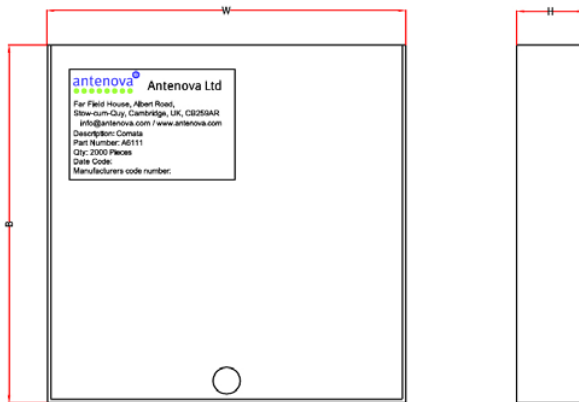 W
H
antenova
Antenova Ltd
Far Field House, Albert Road,
Stow-cum-Quy, Cambridge, UK, CB259AR
info@antenova.com / www.antenova.com
Description: Comata
Part Number: A6111
Qty: 2000 Pieces
Date Code:
Manufacturers code number:
B